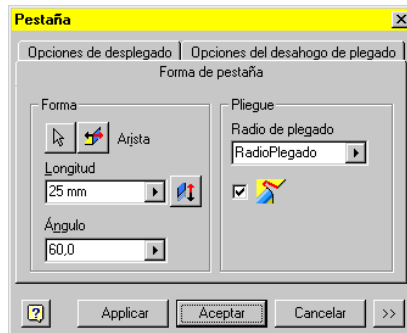 Pestaña
Opciones de desplegado Opciones del desahogo de plegado
Forma de pestaña
Forma
Arista
Longitud
25 mm
Ángulo
60,0
Pliegue
Radio de plegado
RadioPlegado
Applicar Aceptar Cancelar >>